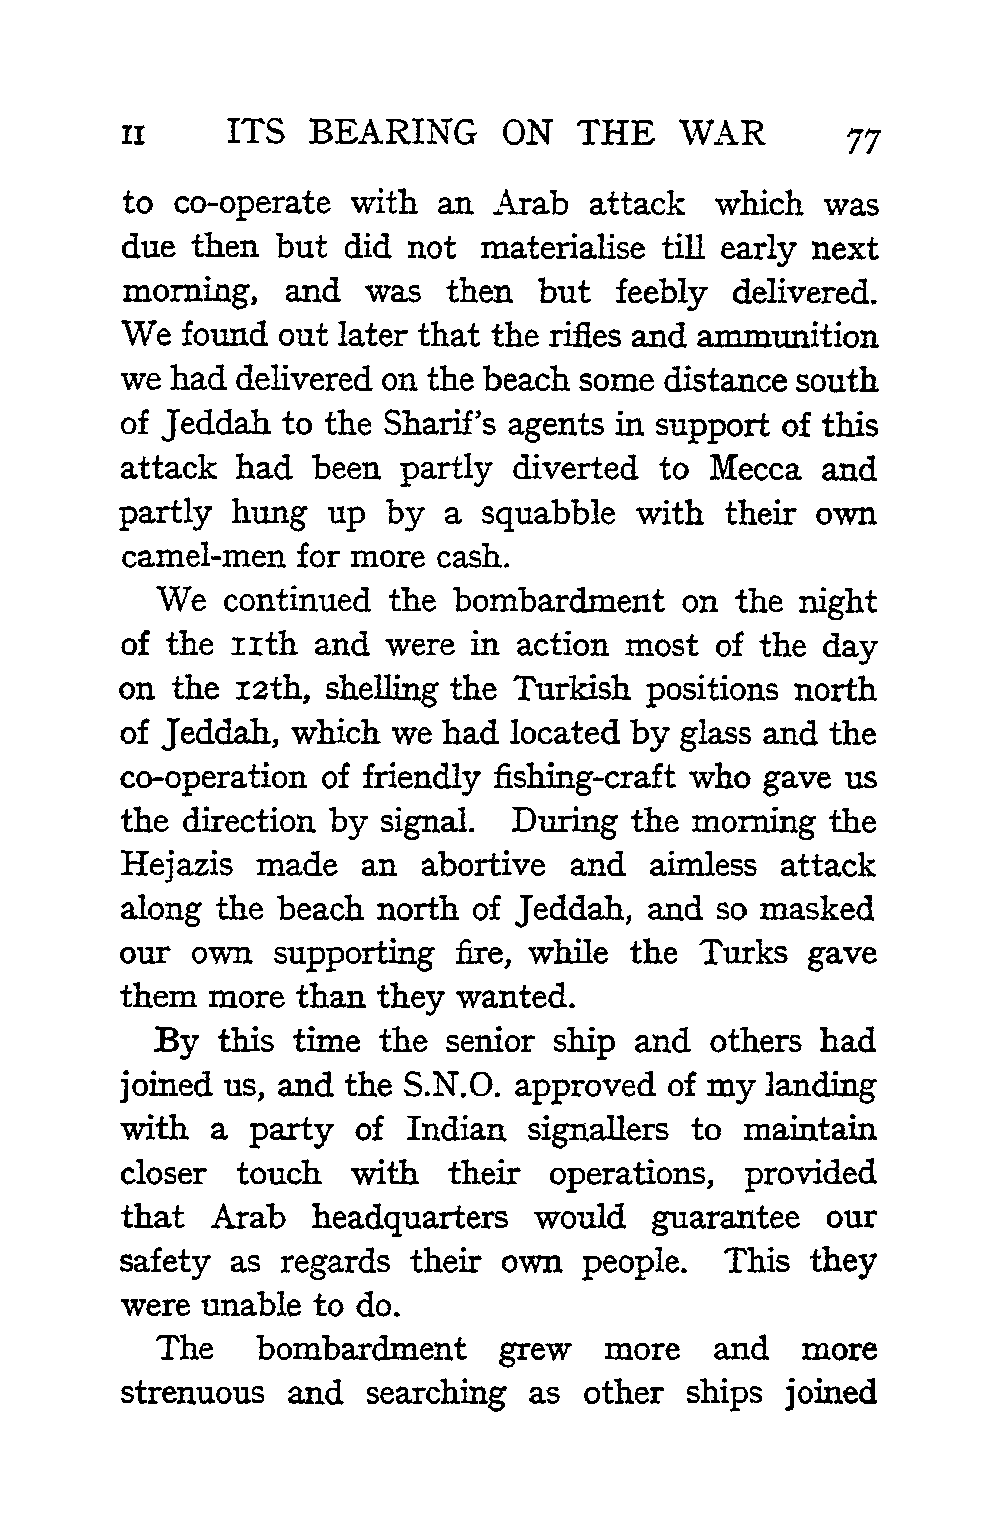 II ITS BEARING ON THE WAR 77
to co-operate with an Arab attack which was
due then but did not materialise till early next
morning, and was then but feebly delivered.
We found out later that the rifles and ammunition
we had delivered on the beach some distance south
of Jeddah to the Sharif's agents in support of this
attack had been partly diverted to Mecca and
partly hung up by a squabble with their own
camel-men for more cash.
We continued the bombardment on the night
of the 11th and were in action most of the day
on the 12th, shelling the Turkish positions north
of Jeddah, which we had located by glass and the
co-operation of friendly fishing-craft who gave us
the direction by signal. During the morning the
Hejazis made an abortive and aimless attack
along the beach north of Jeddah, and so masked
our own supporting fire, while the Turks gave
them more than they wanted.
By this time the senior ship and others had
joined us, and the S.N.O. approved of my landing
with a party of Indian signallers to maintain
closer touch with their operations, provided
that Arab headquarters would guarantee our
safety as regards their own people. This they
were unable to do.
The bombardment grew more and more
strenuous and searching as other ships joined